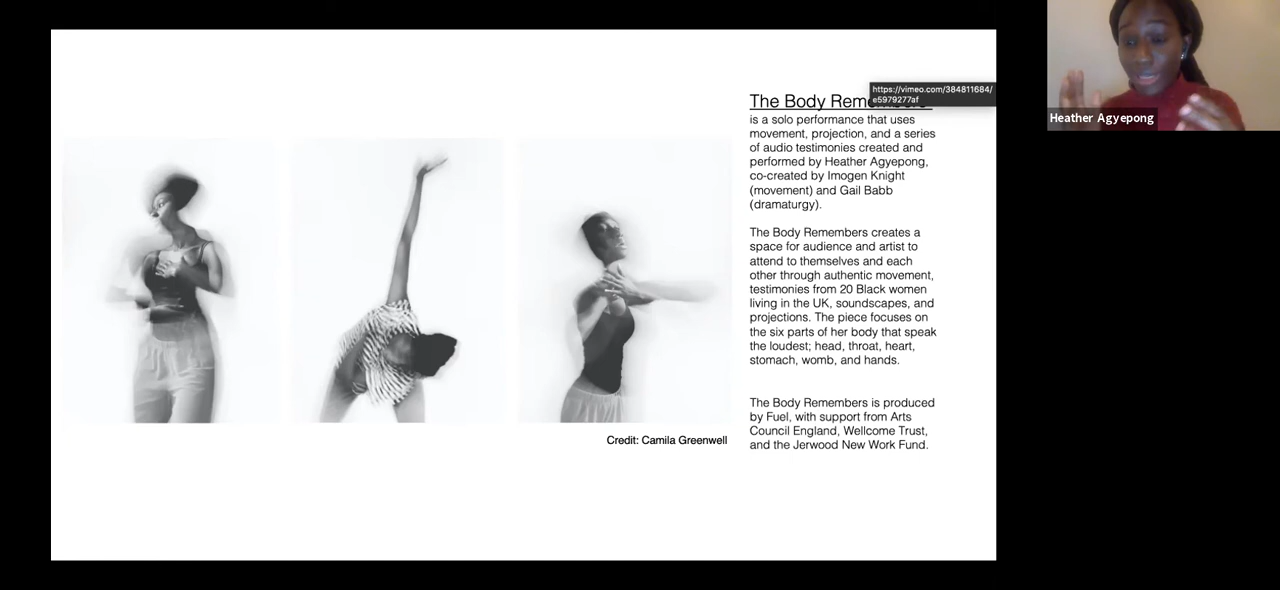 https://vimeo.com/384811684/
e5979277af
The Body Remembers
is a solo performance that uses
movement, projection, and a series
of audio testimonies created and
performed by Heather Agyepong,
co-created by Imogen Knight
(movement) and Gail Babb
(dramaturgy).
The Body Remembers creates a
space for audience and artist to
attend to themselves and each
other through authentic movement,
testimonies from 20 Black women
living in the UK, soundscapes, and
projections. The piece focuses on
the six parts of her body that speak
the loudest; head, throat, heart,
stomach, womb, and hands.
The Body Remembers is produced
by Fuel, with support from Arts
Council England, Wellcome Trust,
and the Jerwood New Work Fund.
Credit: Camila Greenwell
Heather Agyepong